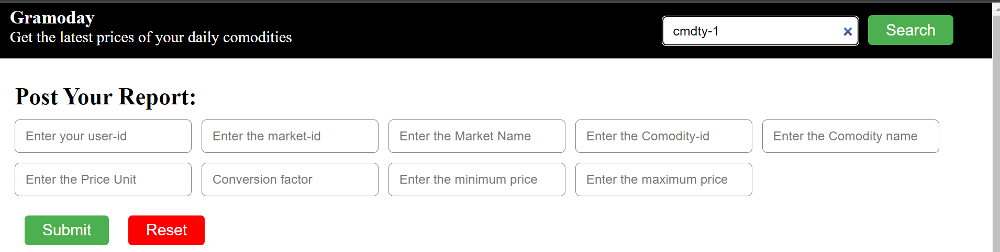 Gramoday
Get the latest prices of your daily comodities
cmdty-1
Search
Post Your Report:
Enter your user-id
Enter the market-id
Enter the Market Name
Enter the Comodity-id
Enter the Comodity name
Enter the Price Unit
Conversion factor
Enter the minimum price
Enter the maximum price
Submit
Reset